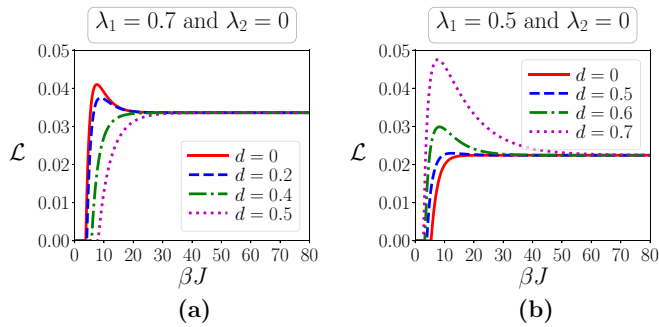 λ₁ = 0.7 and λ₂ = 0
0.05
0.04
0.03
0.02
0.01
0.00
ℒ
d = 0
d = 0.2
d = 0.4
d = 0.5
0 10 20 30 40 50 60 70 80
βJ
(a)
λ₁ = 0.5 and λ₂ = 0
0.05
0.04
0.03
0.02
0.01
0.00
ℒ
d = 0
d = 0.5
d = 0.6
d = 0.7
0 10 20 30 40 50 60 70 80
βJ
(b)